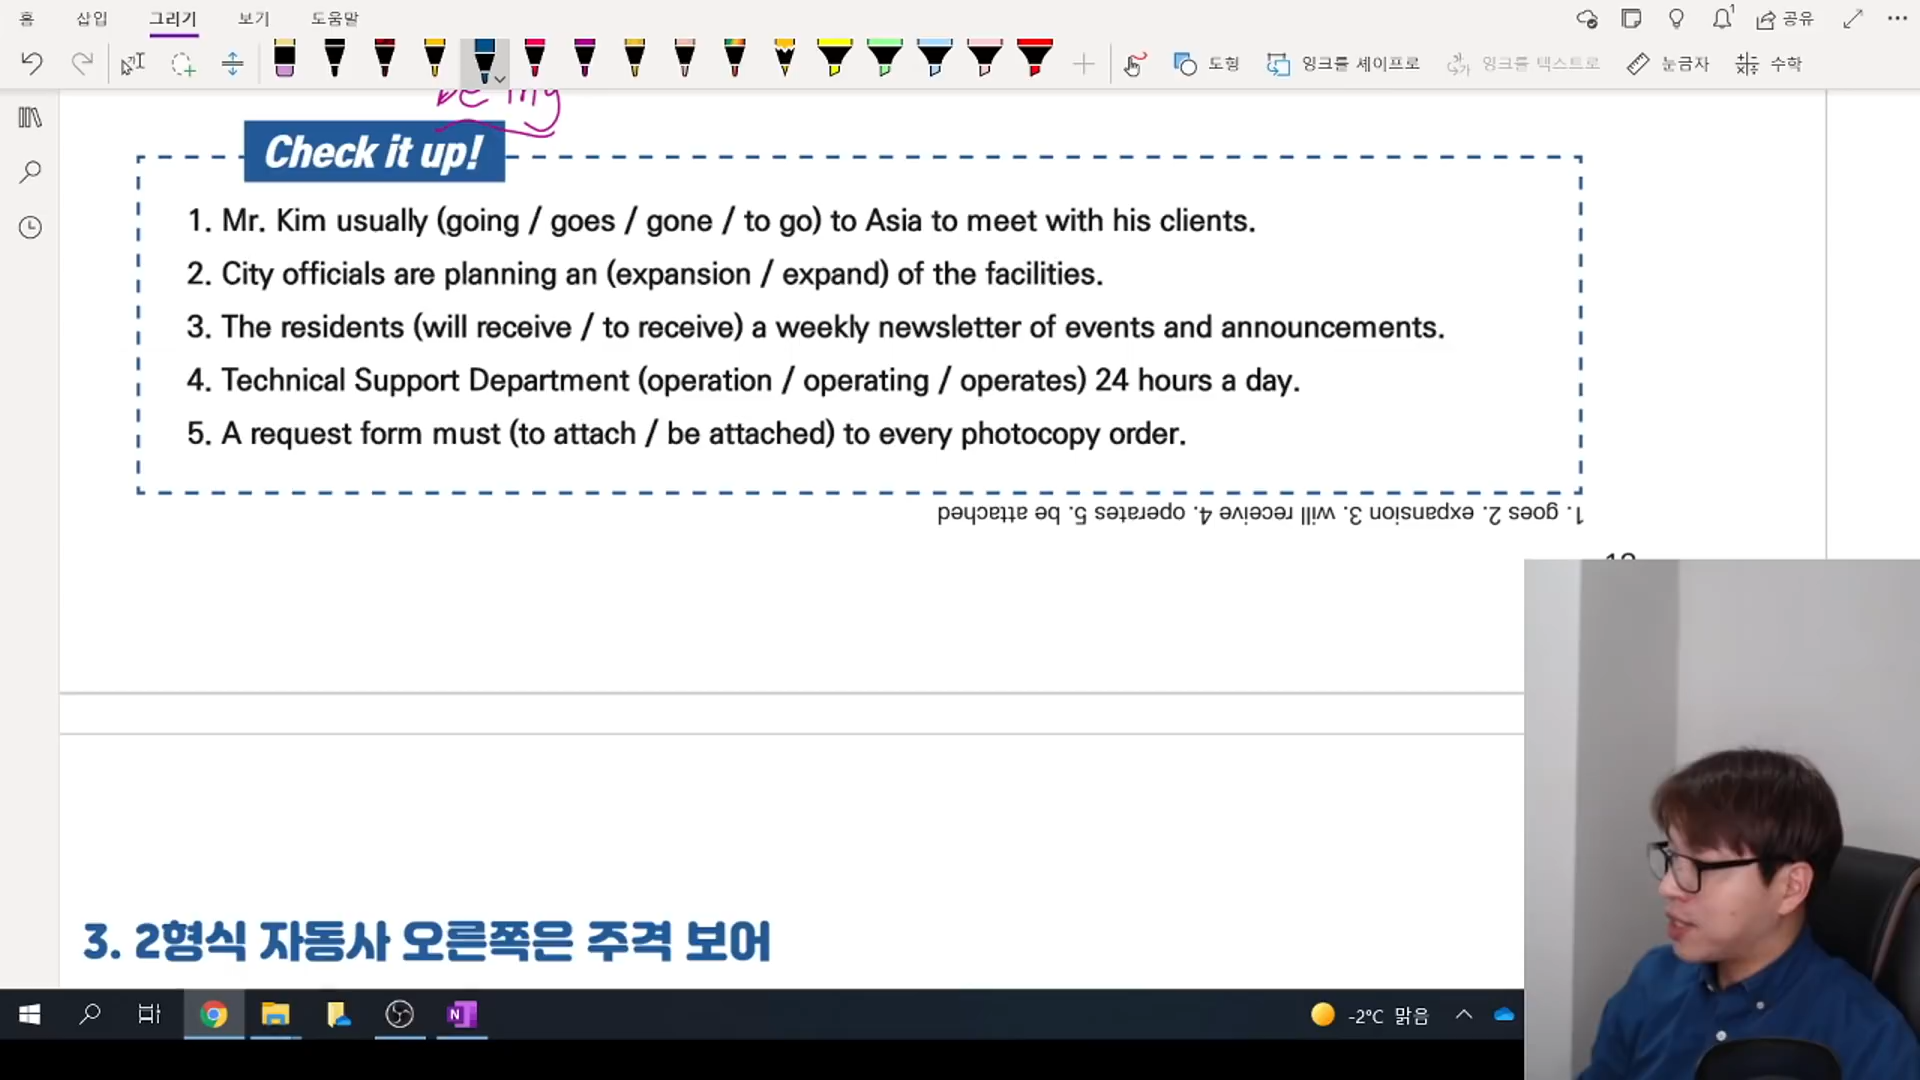 홈 삽입 그리기 보기 도움말 공유
도형 잉크를 셰이프로 잉크를 텍스트로 눈금자 수학
Check it up!
1. Mr. Kim usually (going / goes / gone / to go) to Asia to meet with his clients.
2. City officials are planning an (expansion / expand) of the facilities.
3. The residents (will receive / to receive) a weekly newsletter of events and announcements.
4. Technical Support Department (operation / operating / operates) 24 hours a day.
5. A request form must (to attach / be attached) to every photocopy order.
1. goes 2. expansion 3. will receive 4. operates 5. be attached
3. 2형식 자동사 오른쪽은 주격 보어
-2°C 맑음